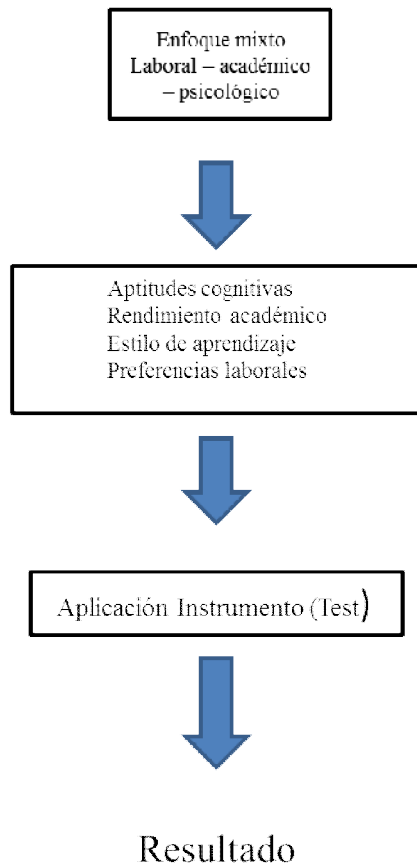 Enfoque mixto
Laboral – académico
– psicológico
Aptitudes cognitivas
Rendimiento académico
Estilo de aprendizaje
Preferencias laborales
Aplicación Instrumento (Test)
Resultado